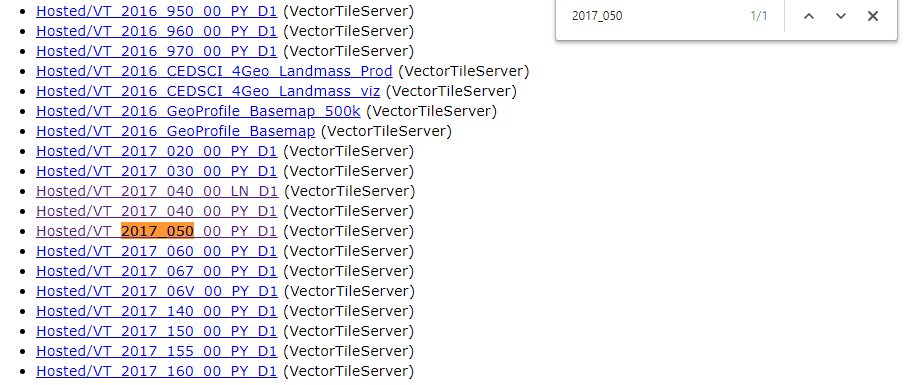 Hosted/VT_2016_950_00_PY_D1 (VectorTileServer)
2017_050 1/1
Hosted/VT_2016_960_00_PY_D1 (VectorTileServer)
Hosted/VT_2016_970_00_PY_D1 (VectorTileServer)
Hosted/VT_2016_CEDSCI_4Geo_Landmass_Prod (VectorTileServer)
Hosted/VT_2016_CEDSCI_4Geo_Landmass_viz (VectorTileServer)
Hosted/VT_2016_GeoProfile_Basemap_500k (VectorTileServer)
Hosted/VT_2016_GeoProfile_Basemap (VectorTileServer)
Hosted/VT_2017_020_00_PY_D1 (VectorTileServer)
Hosted/VT_2017_030_00_PY_D1 (VectorTileServer)
Hosted/VT_2017_040_00_LN_D1 (VectorTileServer)
Hosted/VT_2017_040_00_PY_D1 (VectorTileServer)
Hosted/VT_2017_050_00_PY_D1 (VectorTileServer)
Hosted/VT_2017_060_00_PY_D1 (VectorTileServer)
Hosted/VT_2017_067_00_PY_D1 (VectorTileServer)
Hosted/VT_2017_06V_00_PY_D1 (VectorTileServer)
Hosted/VT_2017_140_00_PY_D1 (VectorTileServer)
Hosted/VT_2017_150_00_PY_D1 (VectorTileServer)
Hosted/VT_2017_155_00_PY_D1 (VectorTileServer)
Hosted/VT_2017_160_00_PY_D1 (VectorTileServer)